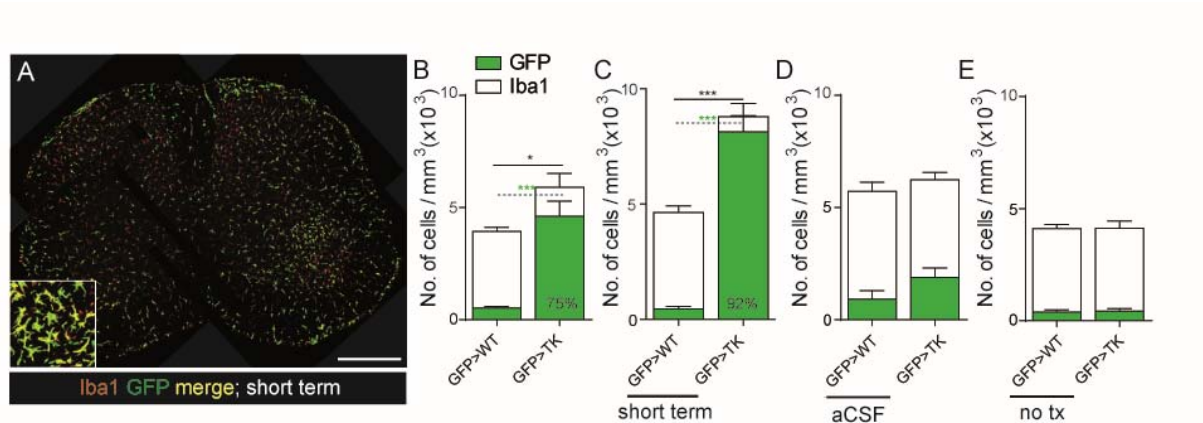 A
Iba1 GFP merge; short term
GFP
Iba1
B
No. of cells / mm³(x10³)
10
5
0
*
***
75%
GFP>WT
GFP>TK
C
No. of cells / mm³(x10³)
10
5
0
***
***
92%
GFP>WT
GFP>TK
short term
D
No. of cells / mm³(x10³)
10
5
0
GFP>WT
GFP>TK
aCSF
E
No. of cells / mm³(x10³)
10
5
0
GFP>WT
GFP>TK
no tx